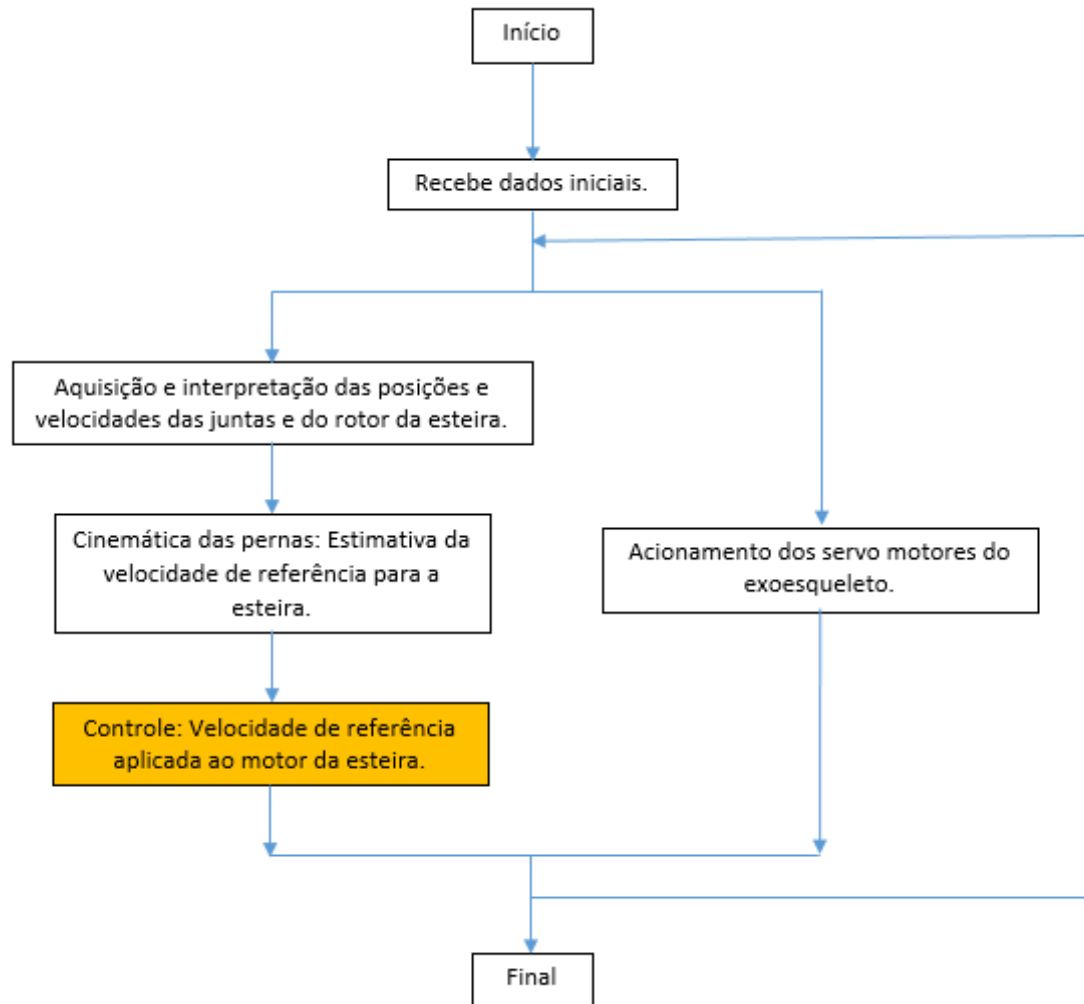 Início
Recebe dados iniciais.
Aquisição e interpretação das posições e
velocidades das juntas e do rotor da esteira.
Cinemática das pernas: Estimativa da
velocidade de referência para a
esteira.
Acionamento dos servo motores do
exoesqueleto.
Controle: Velocidade de referência
aplicada ao motor da esteira.
Final